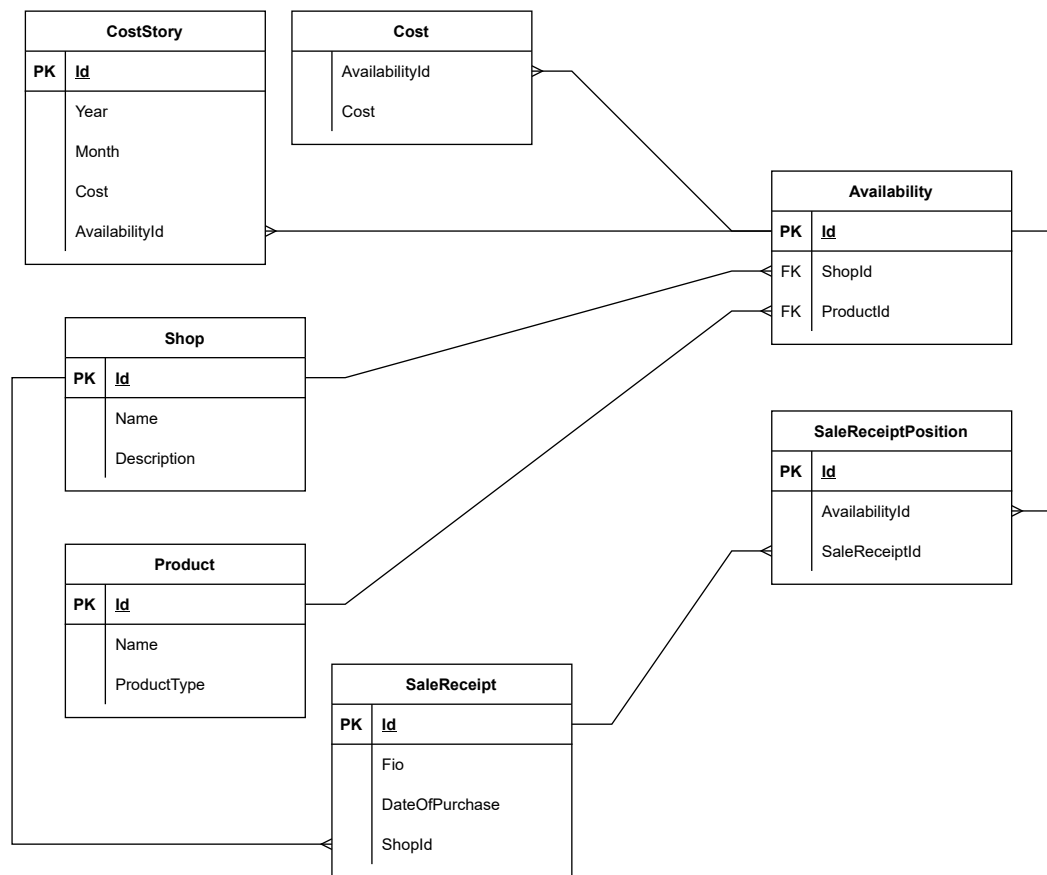 CostStory
PK Id
Year
Month
Cost
AvailabilityId
Cost
AvailabilityId
Cost
Availability
PK Id
FK ShopId
FK ProductId
Shop
PK Id
Name
Description
SaleReceiptPosition
PK Id
AvailabilityId
SaleReceiptId
Product
PK Id
Name
ProductType
SaleReceipt
PK Id
Fio
DateOfPurchase
ShopId